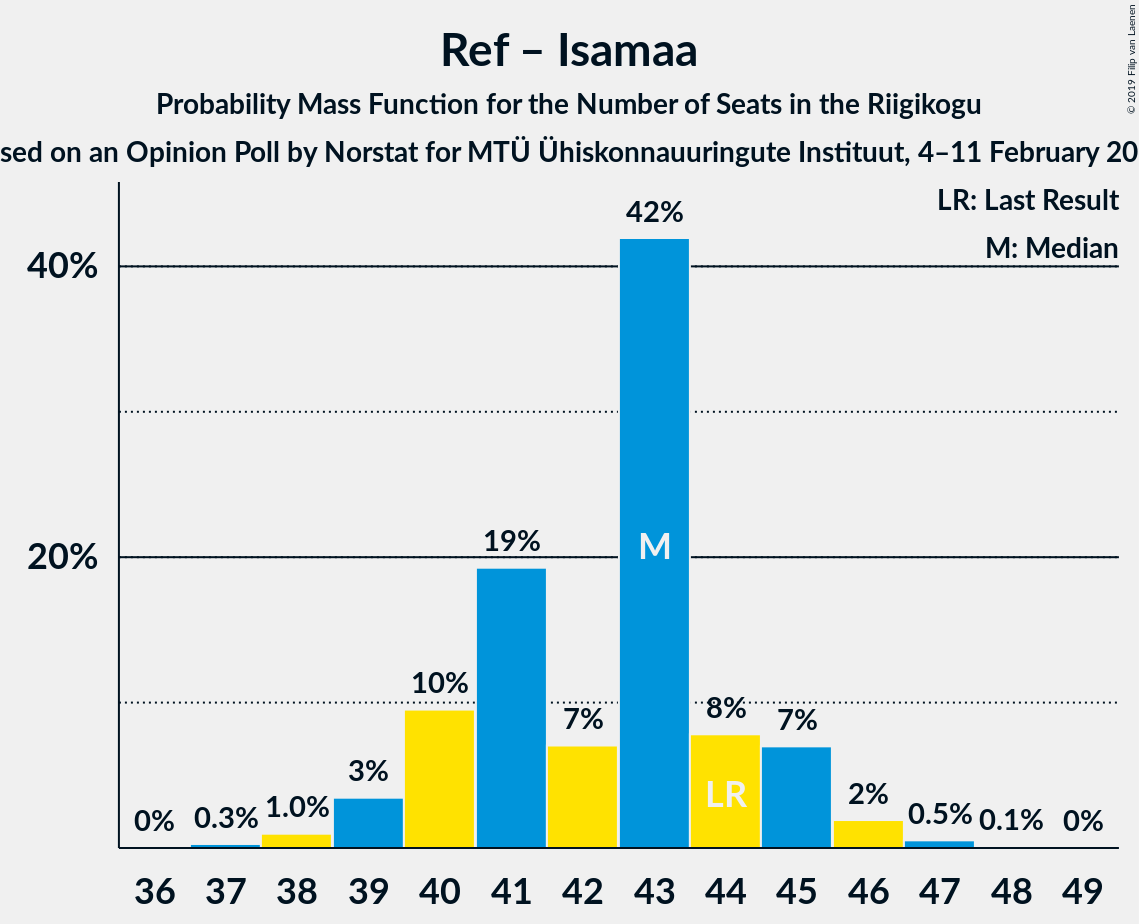 Ref – Isamaa
Probability Mass Function for the Number of Seats in the Riigikogu
sed on an Opinion Poll by Norstat for MTÜ Ühiskonnauuringute Instituut, 4–11 February 20
© 2019 Filip van Laenen
LR: Last Result
M: Median
40%
20%
0%
0.3%
1.0%
3%
10%
19%
7%
42%
8%
7%
2%
0.5%
0.1%
0%
M
LR
36 37 38 39 40 41 42 43 44 45 46 47 48 49